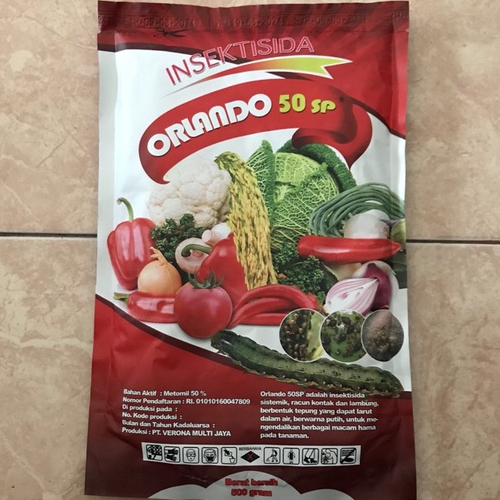 INSEKTISIDA
ORLANDO 50 SP
Bahan Aktif : Metomil 50 %
Nomor Pendaftaran : RI. 01010160047809
Di produksi pada :
No. Kode produksi :
Bulan dan Tahun Kadaluarsa :
Produksi : PT. VERONA MULTI JAYA
Orlando 50SP adalah insektisida
sistemik, racun kontak dan lambung,
berbentuk tepung yang dapat larut
dalam air, berwarna putih, untuk me-
ngendalikan berbagai macam hama
pada tanaman.
Berat bersih
500 gram